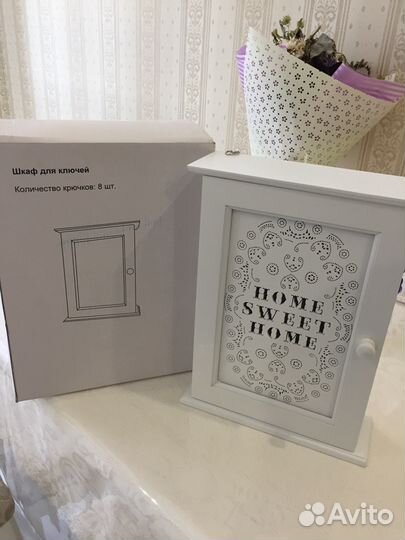 Шкаф для ключей
Количество крючков: 8 шт.
HOME
SWEET
HOME
Avito